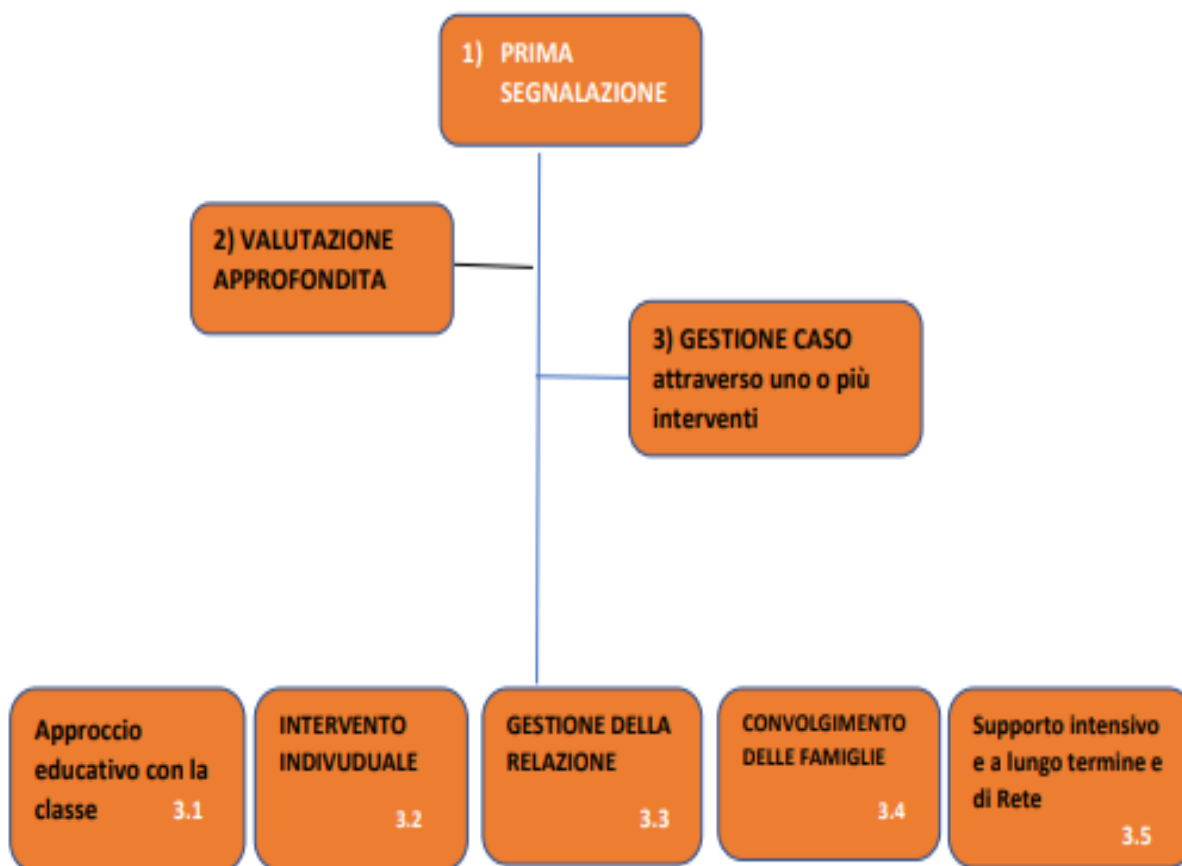 1) PRIMA
SEGNALAZIONE
2) VALUTAZIONE
APPROFONDITA
3) GESTIONE CASO
attraverso uno o più
interventi
Approccio
educativo con la
classe 3.1
INTERVENTO
INDIVUDUALE
3.2
GESTIONE DELLA
RELAZIONE
3.3
CONVOLGIMENTO
DELLE FAMIGLIE
3.4
Supporto intensivo
e a lungo termine e
di Rete
3.5